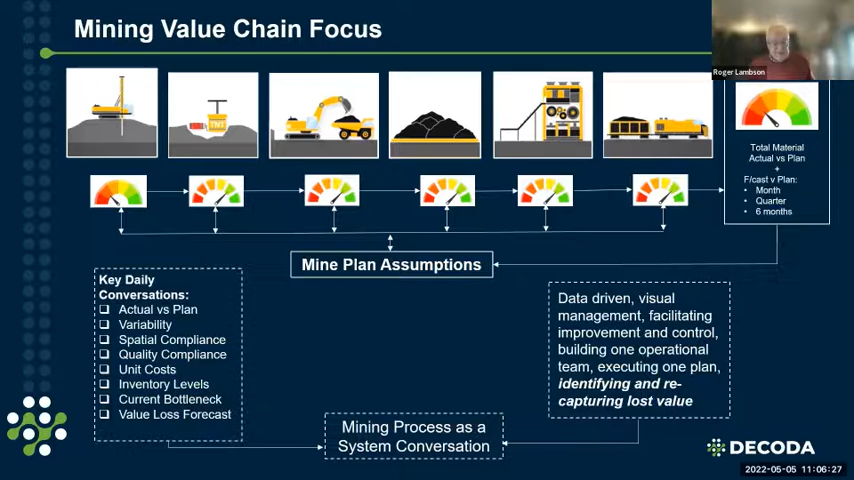 Mining Value Chain Focus
Roger Lambson
TNT
Total Material
Actual vs Plan
+
F/cast v Plan:
• Month
• Quarter
• 6 months
Mine Plan Assumptions
Key Daily
Conversations:
❑ Actual vs Plan
❑ Variability
❑ Spatial Compliance
❑ Quality Compliance
❑ Unit Costs
❑ Inventory Levels
❑ Current Bottleneck
❑ Value Loss Forecast
Data driven, visual
management, facilitating
improvement and control,
building one operational
team, executing one plan,
identifying and re-
capturing lost value
Mining Process as a
System Conversation
DECODA
2022-05-05 11:06:27